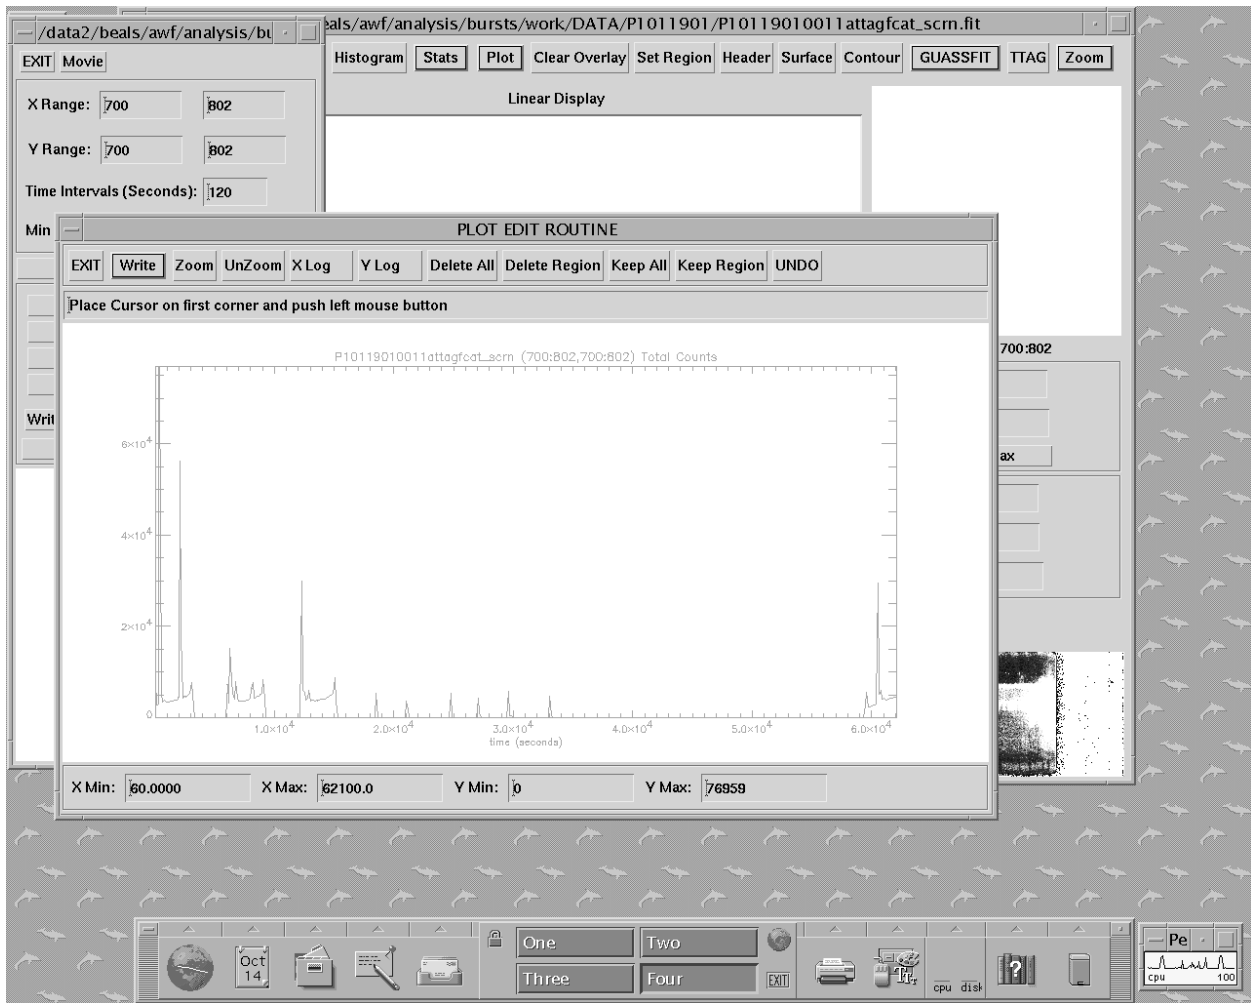 /data2/beals/awf/analysis/bu
eals/awf/analysis/bursts/work/DATA/P1011901/P10119010011attagfcat_scrn.fit
EXIT Movie
Histogram Stats Plot Clear Overlay Set Region Header Surface Contour GUASSFIT TTAG Zoom
X Range: 700 802
Linear Display
Y Range: 700 802
Time Intervals (Seconds): 120
Min
PLOT EDIT ROUTINE
EXIT Write Zoom UnZoom X Log Y Log Delete All Delete Region Keep All Keep Region UNDO
Place Cursor on first corner and push left mouse button
700:802
P10119010011attagfcat_scrn (700:802,700:802) Total Counts
Writ
ax
6×10⁴
4×10⁴
2×10⁴
0
1.0×10⁴ 2.0×10⁴ 3.0×10⁴ 4.0×10⁴ 5.0×10⁴ 6.0×10⁴
time (seconds)
X Min: 60.0000 X Max: 62100.0 Y Min: 0 Y Max: 76959
One Two
Three Four
EXIT
Oct
14
cpu disk
?
Pe
cpu 100